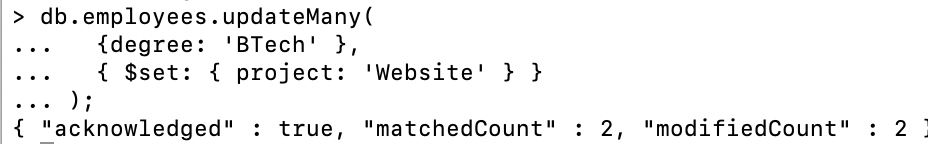 > db.employees.updateMany(
...   {degree: 'BTech' },
...   { $set: { project: 'Website' } }
... );
{ "acknowledged" : true, "matchedCount" : 2, "modifiedCount" : 2 }